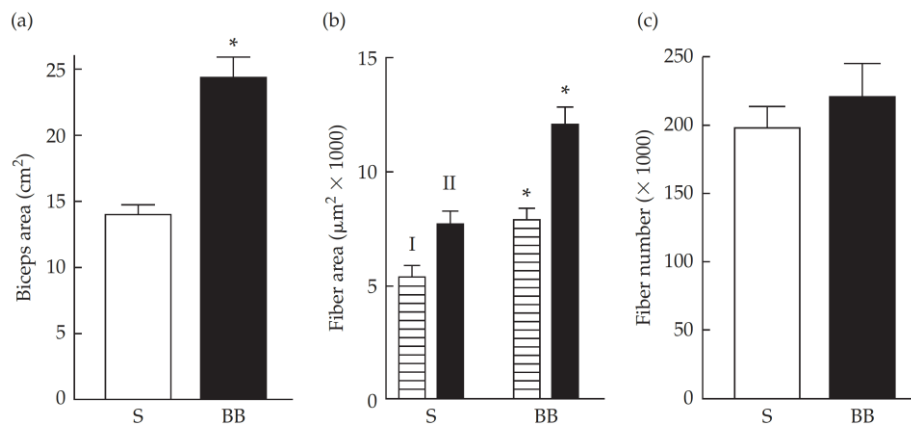 (a)
Biceps area (cm²)
25
20
15
10
5
0
*
S
BB
(b)
Fiber area (μm² × 1000)
15
10
5
0
I
II
*
*
S
BB
(c)
Fiber number (× 1000)
250
200
150
100
50
0
S
BB